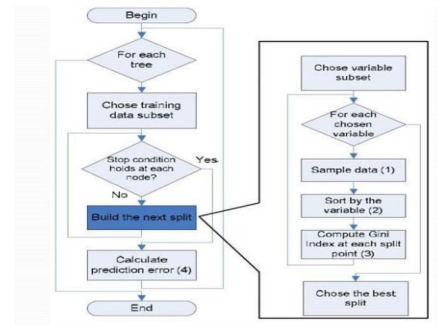 Begin
For each
tree
Chose training
data subset
Stop condition
holds at each
node?
Yes
No
Build the next split
Calculate
prediction error (4)
End
Chose variable
subset
For each
chosen
variable
Sample data (1)
Sort by the
variable (2)
Compute Gini
Index at each split
point (3)
Chose the best
split